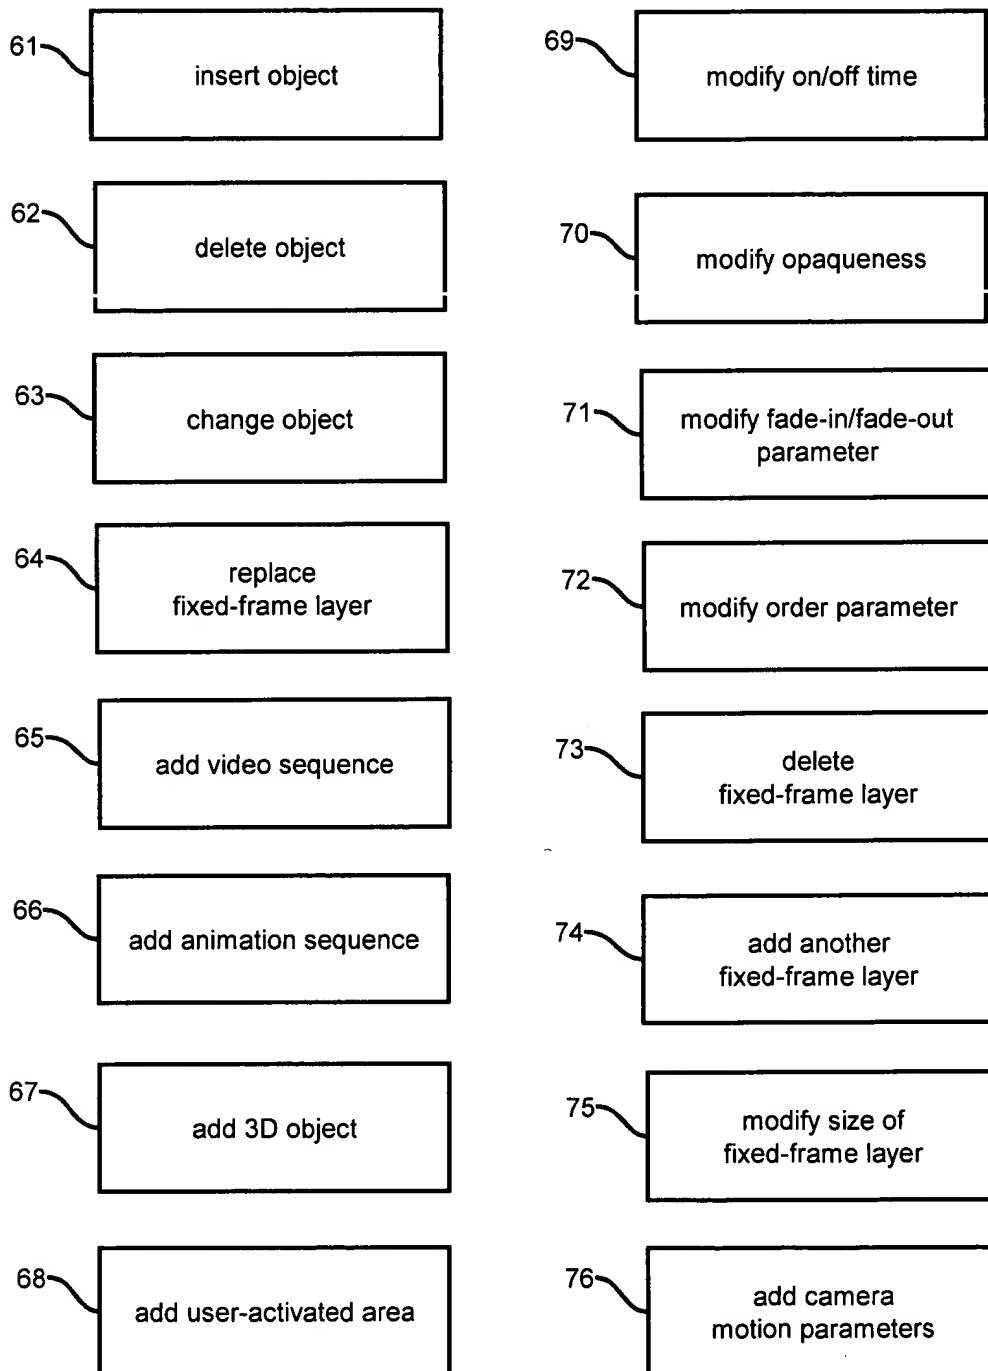 61
insert object
62
delete object
63
change object
64
replace
fixed-frame layer
65
add video sequence
66
add animation sequence
67
add 3D object
68
add user-activated area
69
modify on/off time
70
modify opaqueness
71
modify fade-in/fade-out
parameter
72
modify order parameter
73
delete
fixed-frame layer
74
add another
fixed-frame layer
75
modify size of
fixed-frame layer
76
add camera
motion parameters